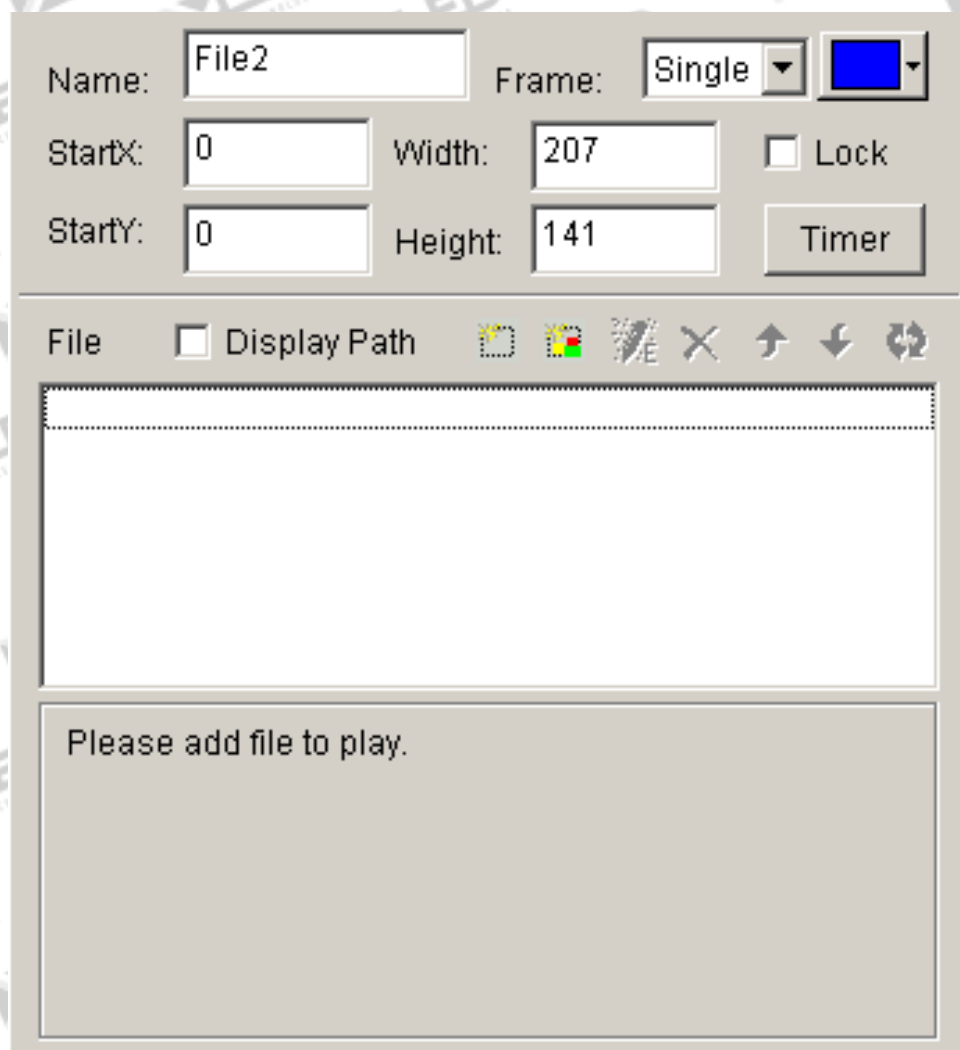 Name: File2 Frame: Single
StartX: 0 Width: 207 Lock
StartY: 0 Height: 141 Timer
File Display Path E
Please add file to play.